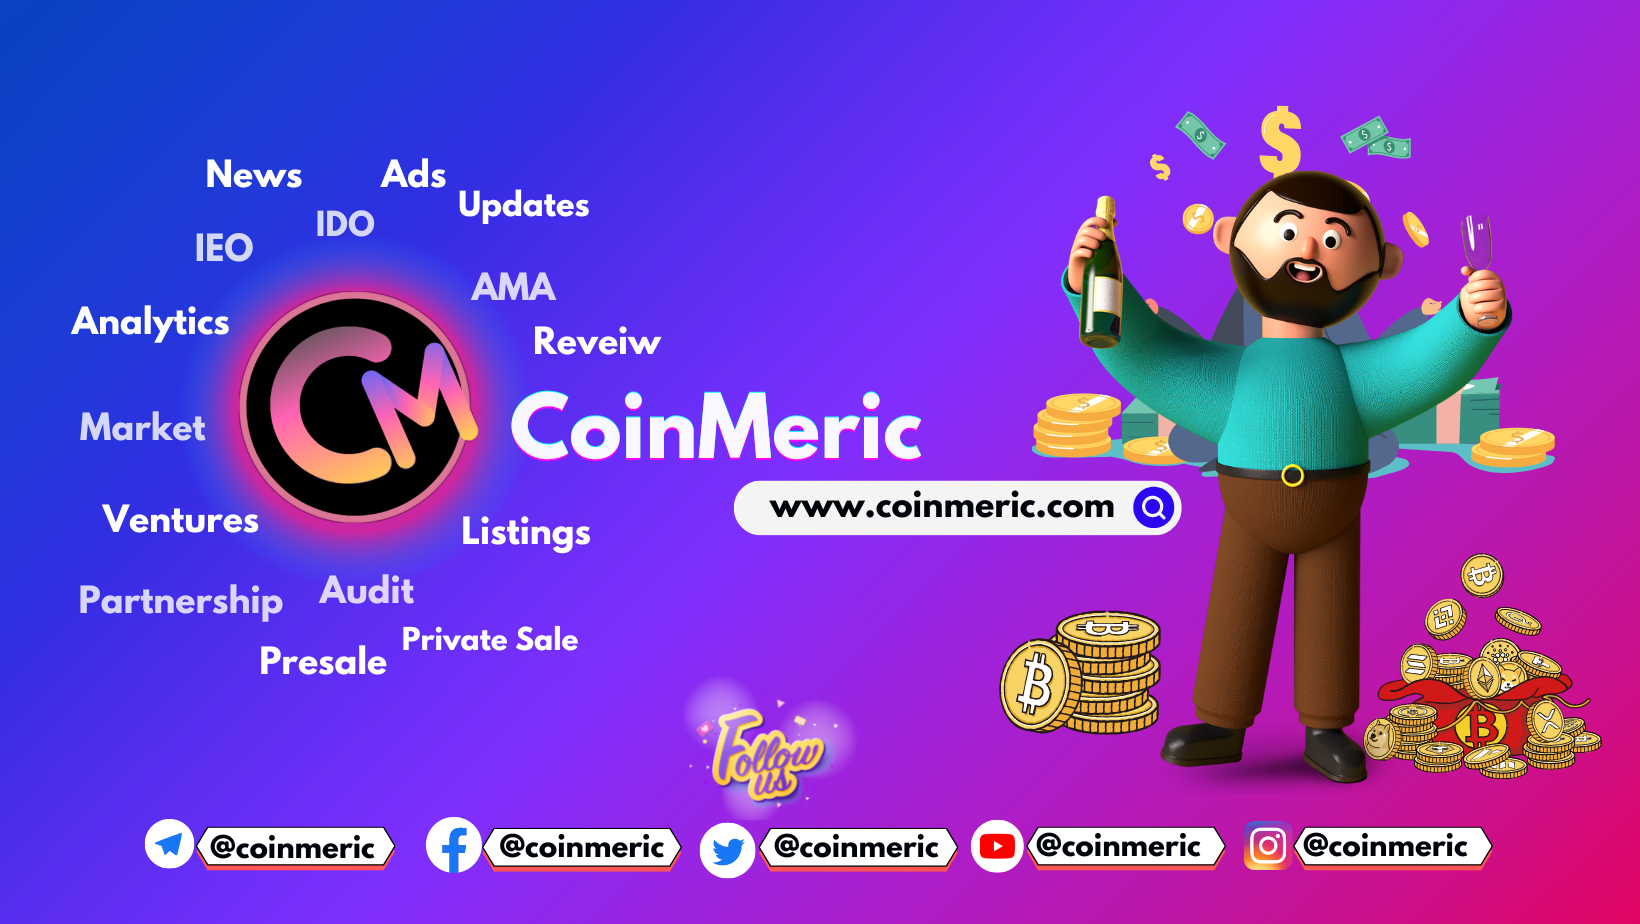 News
Ads
Updates
IDO
IEO
AMA
Analytics
Reveiw
Market
CM
CoinMeric
www.coinmeric.com
Ventures
Listings
Partnership
Audit
Private Sale
Presale
Follow
us
@coinmeric
@coinmeric
@coinmeric
@coinmeric
@coinmeric